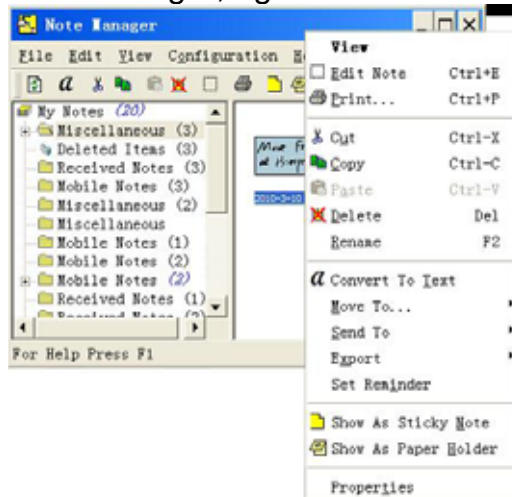 Note Manager
File Edit View Configuration
My Notes (20)
Miscellaneous (3)
Deleted Items (3)
Received Notes (3)
Mobile Notes (3)
Miscellaneous (2)
Miscellaneous
Mobile Notes (1)
Mobile Notes (2)
Mobile Notes (2)
Received Notes (1)
2010-3-10
For Help Press F1
View
Edit Note Ctrl+E
Print... Ctrl+P
Cut Ctrl-X
Copy Ctrl-C
Paste Ctrl-V
Delete Del
Rename F2
Convert To Text
Move To...
Send To
Export
Set Reminder
Show As Sticky Note
Show As Paper Holder
Properties